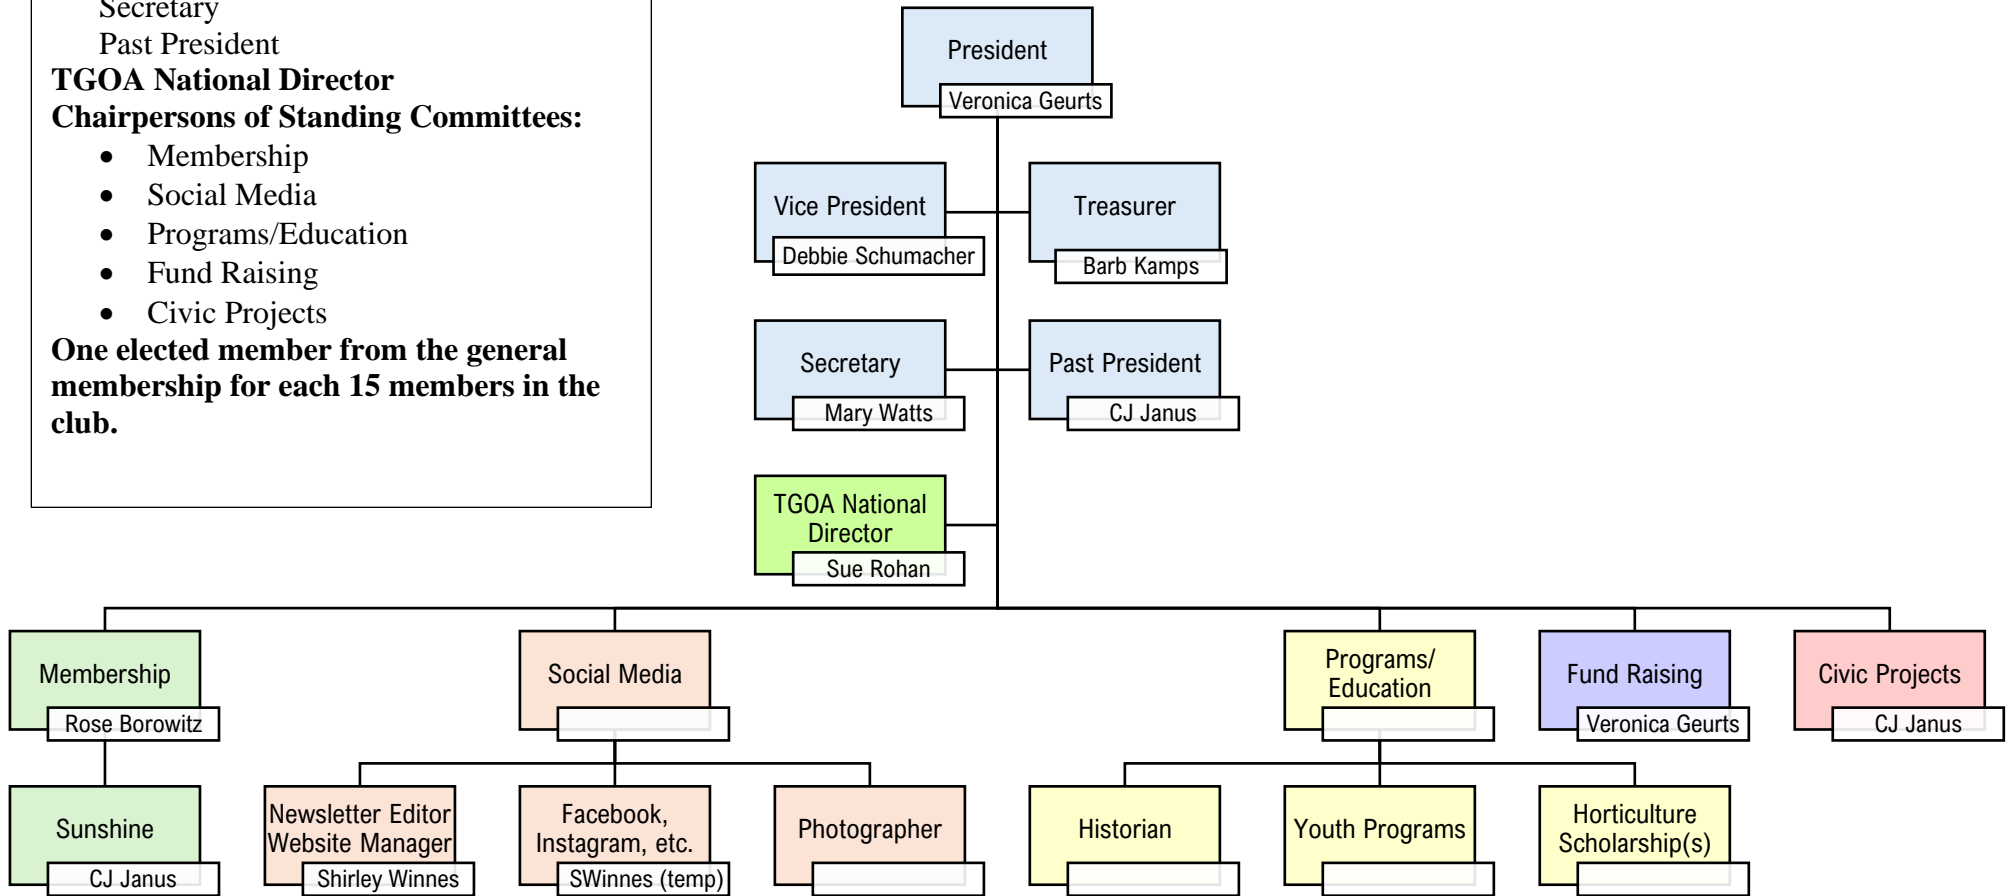 Secretary
Past President
TGOA National Director
Chairpersons of Standing Committees:
• Membership
• Social Media
• Programs/Education
• Fund Raising
• Civic Projects
One elected member from the general
membership for each 15 members in the
club.
President
Veronica Geurts
Vice President
Debbie Schumacher
Treasurer
Barb Kamps
Secretary
Mary Watts
Past President
CJ Janus
TGOA National
Director
Sue Rohan
Membership
Rose Borowitz
Social Media
Programs/
Education
Fund Raising
Veronica Geurts
Civic Projects
CJ Janus
Sunshine
CJ Janus
Newsletter Editor
Website Manager
Shirley Winnes
Facebook,
Instagram, etc.
SWinnes (temp)
Photographer
Historian
Youth Programs
Horticulture
Scholarship(s)